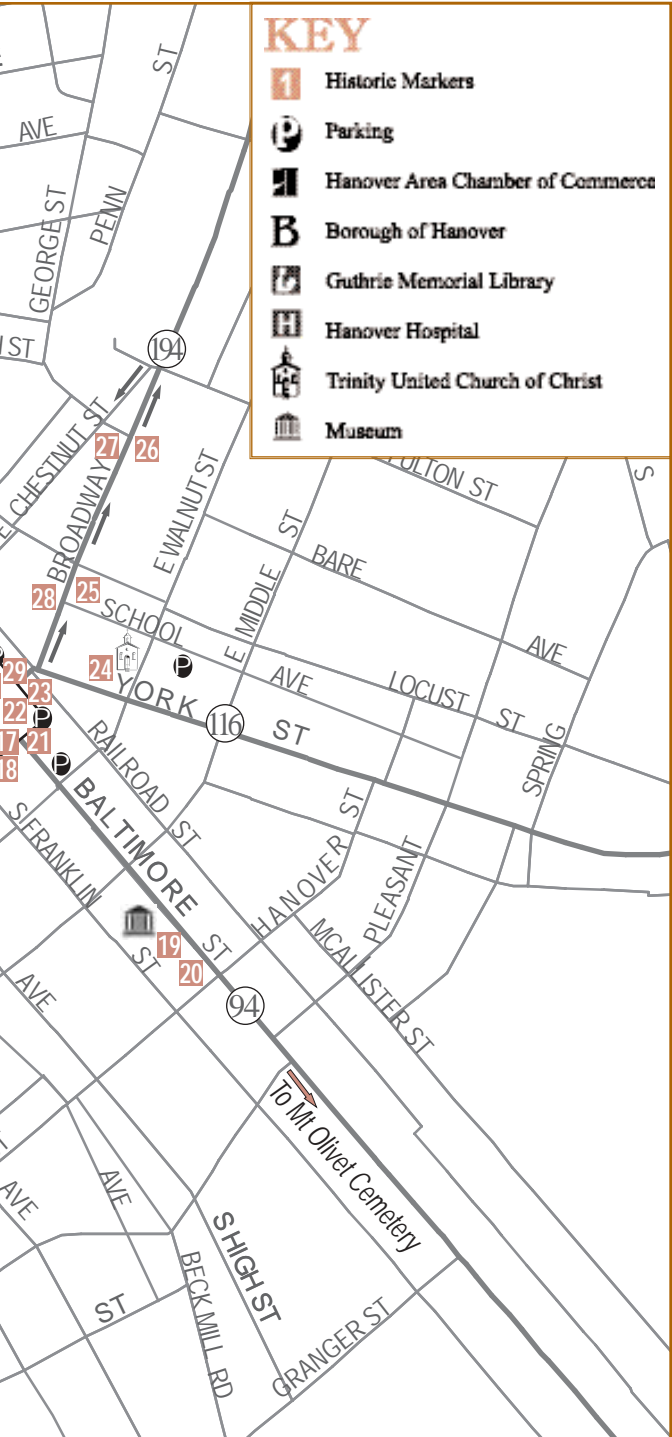 KEY
1 Historic Markers
P Parking
Hanover Area Chamber of Commerce
B Borough of Hanover
Guthrie Memorial Library
H Hanover Hospital
Trinity United Church of Christ
Museum
ST
AVE
GEORGE ST
PENN
ST
194
E CHESTNUT ST
27
26
BROADWAY
E WALNUT ST
FULTON ST
S
ST
BARE
AVE
E MIDDLE
28
25
SCHOOL
AVE
24
P
29
23
YORK
ST
116
LOCUST
ST
SPRING
22
P
17
21
18
P
RAILROAD ST
BALTIMORE
ST
S FRANKLIN
ST
HANOVER
ST
PLEASANT
MCALLISTER ST
19
20
94
AVE
To Mt Olivet Cemetery
AVE
AVE
S HIGH ST
ST
BECK MILL RD
GRANGER ST